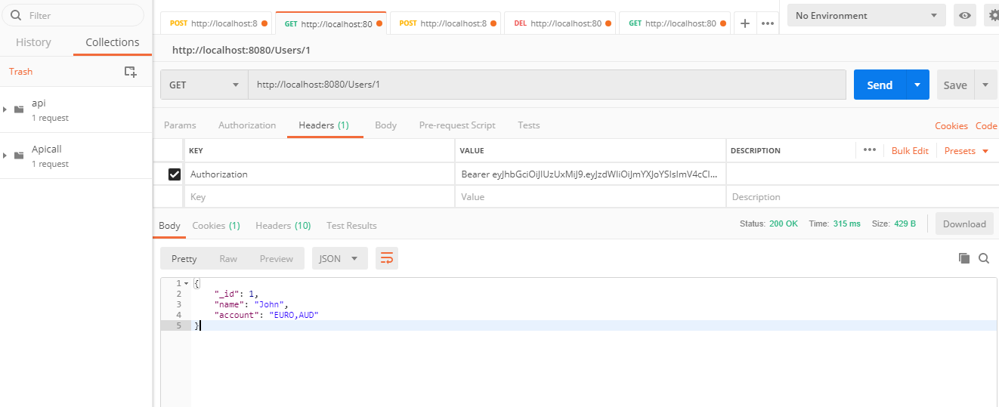 Filter
History Collections
Trash
api
1 request
Apicall
1 request
POST http://localhost:8
GET http://localhost:80
POST http://localhost:8
DEL http://localhost:80
GET http://localhost:80
No Environment
http://localhost:8080/Users/1
GET http://localhost:8080/Users/1 Send Save
Params Authorization Headers (1) Body Pre-request Script Tests Cookies Code
KEY VALUE DESCRIPTION ••• Bulk Edit Presets
Authorization Bearer eyJhbGciOiJIUzUxMiJ9.eyJzdWIiOiJmYXJoYSIsImV4cCI...
Key Value Description
Body Cookies (1) Headers (10) Test Results Status: 200 OK Time: 315 ms Size: 429 B Download
Pretty Raw Preview JSON
1 {
2 "_id": 1,
3 "name": "John",
4 "account": "EURO,AUD"
5 }